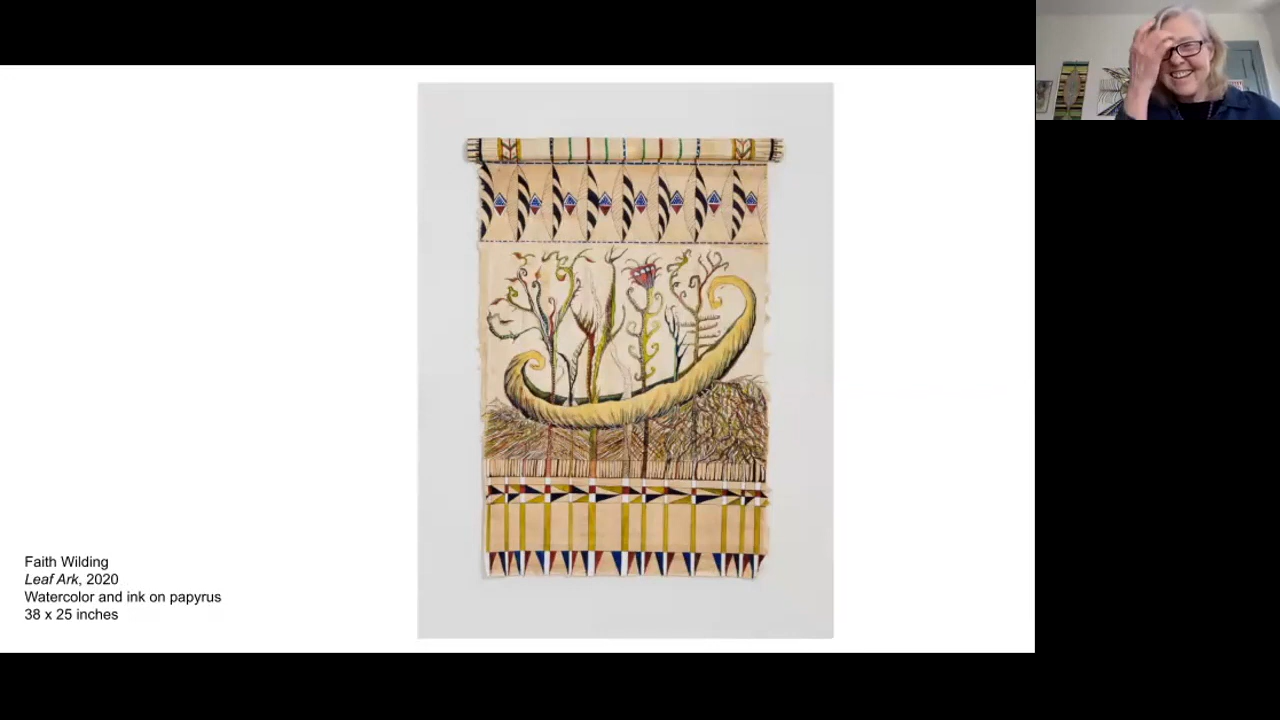 Faith Wilding
Leaf Ark, 2020
Watercolor and ink on papyrus
38 x 25 inches